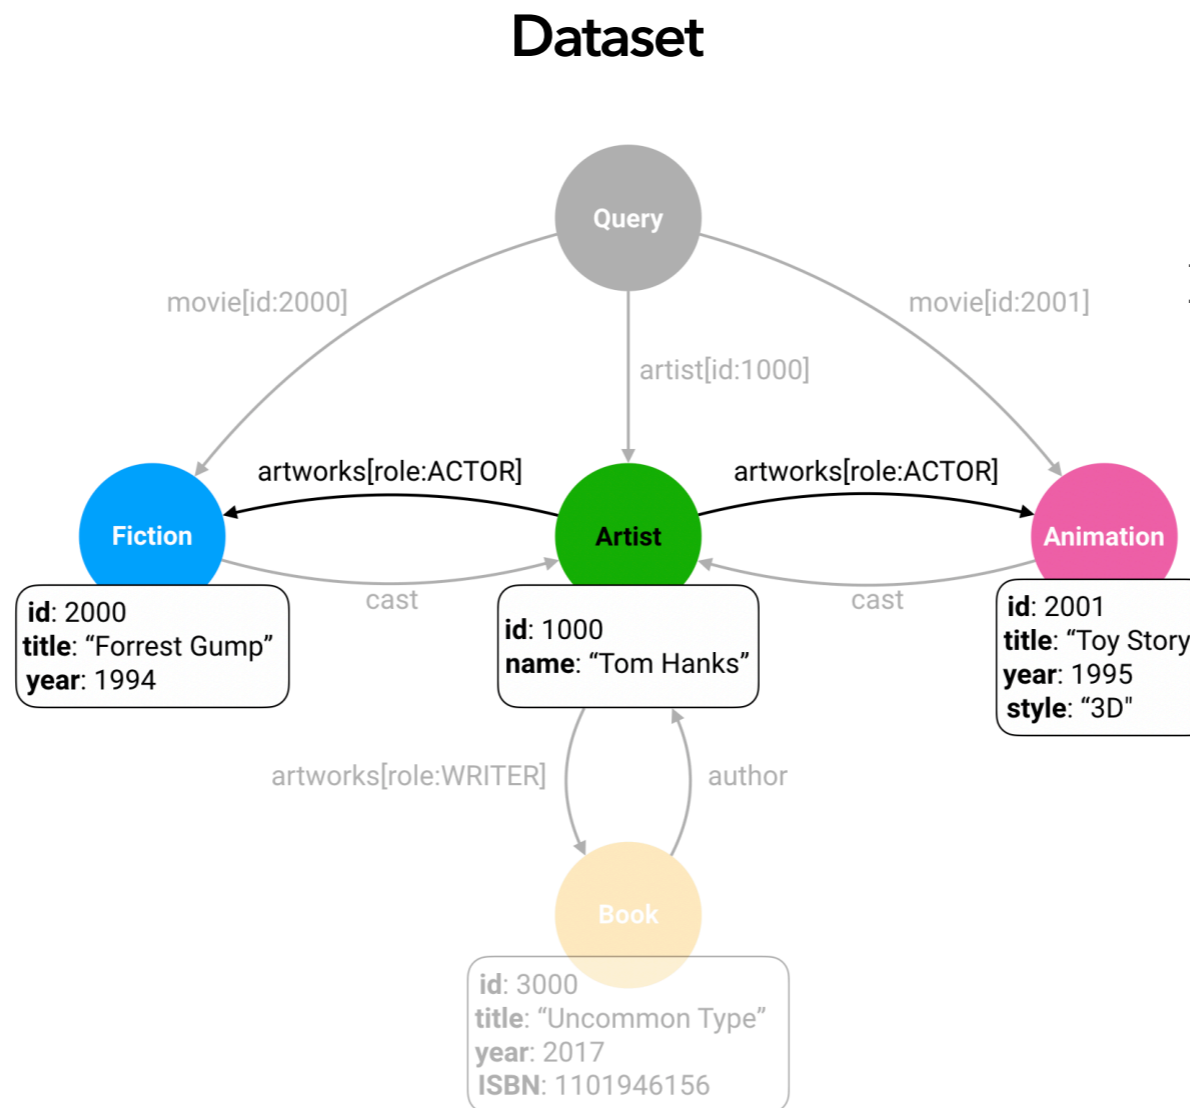 Dataset
Query
movie[id:2000]
movie[id:2001]
artist[id:1000]
artworks[role:ACTOR]
artworks[role:ACTOR]
Fiction
Artist
Animation
cast
cast
id: 2000
title: “Forrest Gump”
year: 1994
id: 1000
name: “Tom Hanks”
id: 2001
title: “Toy Story
year: 1995
style: “3D"
artworks[role:WRITER]
author
Book
id: 3000
title: “Uncommon Type”
year: 2017
ISBN: 1101946156